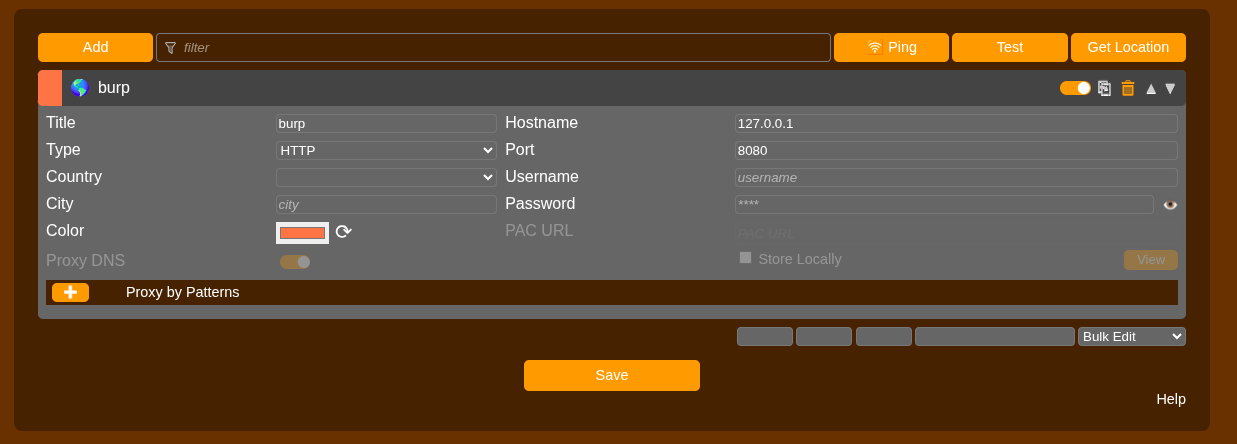 Add
filter
Ping
Test
Get Location
burp
Title
burp
Hostname
127.0.0.1
Type
HTTP
Port
8080
Country
Username
username
City
city
Password
****
Color
PAC URL
PAC URL
Proxy DNS
Store Locally
View
Proxy by Patterns
Bulk Edit
Save
Help